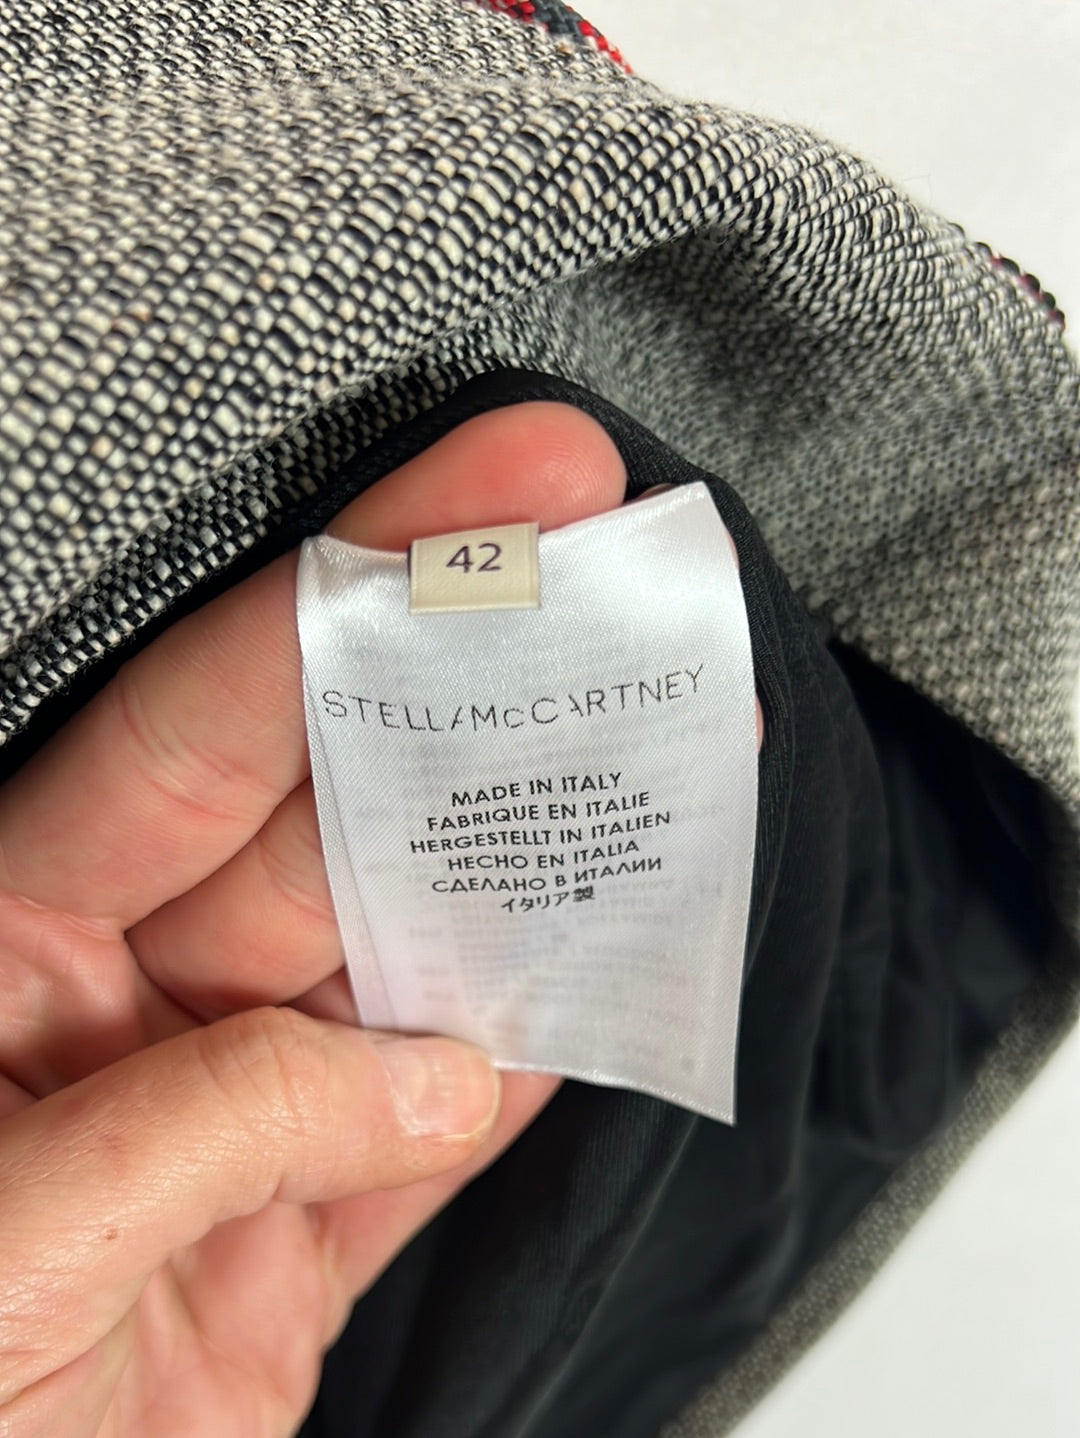 42
STELLAMcCARTNEY
MADE IN ITALY
FABRIQUE EN ITALIE
HERGESTELLT IN ITALIEN
HECHO EN ITALIA
СДЕЛАНО В ИТАЛИИ
イタリア製